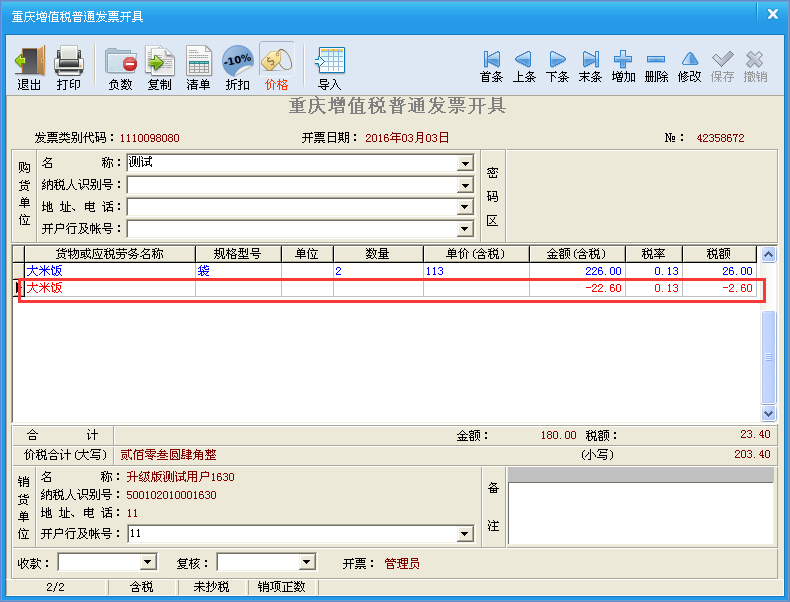 重庆增值税普通发票开具
退出 打印 负数 复制 清单 -10% 折扣 $ 价格 导入 首条 上条 下条 末条 增加 删除 修改 保存 撤销
重庆增值税普通发票开具
发票类别代码：1110098080 开票日期： 2016年03月03日 №： 42358672
购货单位
名 称：测试
纳税人识别号：
地 址、电 话：
开户行及帐号：
密码区
货物或应税劳务名称 规格型号 单位 数量 单价(含税) 金额(含税) 税率 税额
大米饭 袋 2 113 226.00 0.13 26.00
大米饭 -22.60 0.13 -2.60
合 计 金额： 180.00 税额： 23.40
价税合计(大写) 贰佰零叁圆肆角整 (小写) 203.40
销货单位
名 称：升级版测试用户1630
纳税人识别号：500102010001630
地 址、电 话：11
开户行及帐号：11
备注
收款： 复核： 开票： 管理员
2/2 含税 未抄税 销项正数